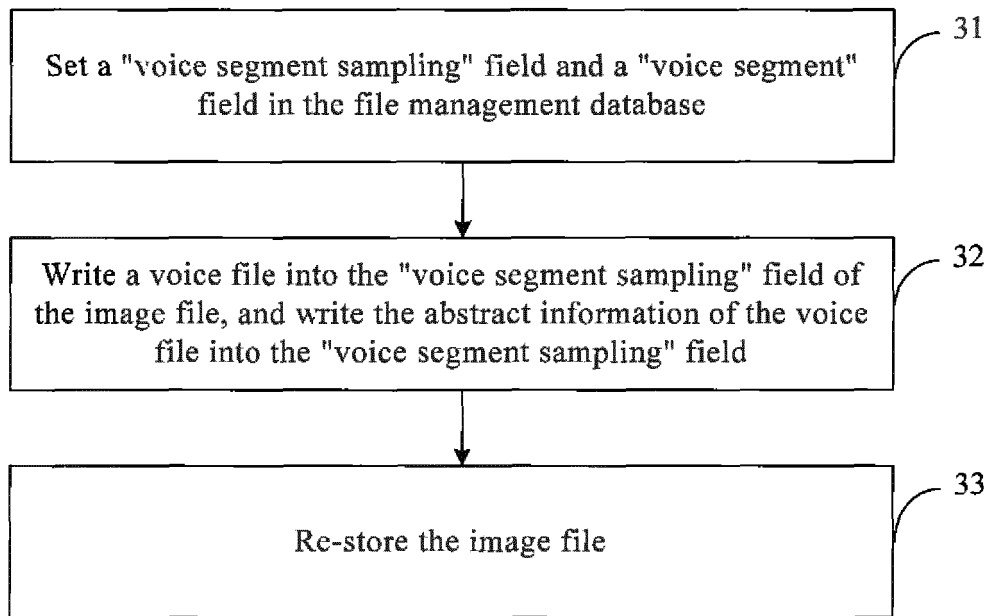 31
Set a "voice segment sampling" field and a "voice segment"
field in the file management database
32
Write a voice file into the "voice segment sampling" field of
the image file, and write the abstract information of the voice
file into the "voice segment sampling" field
33
Re-store the image file